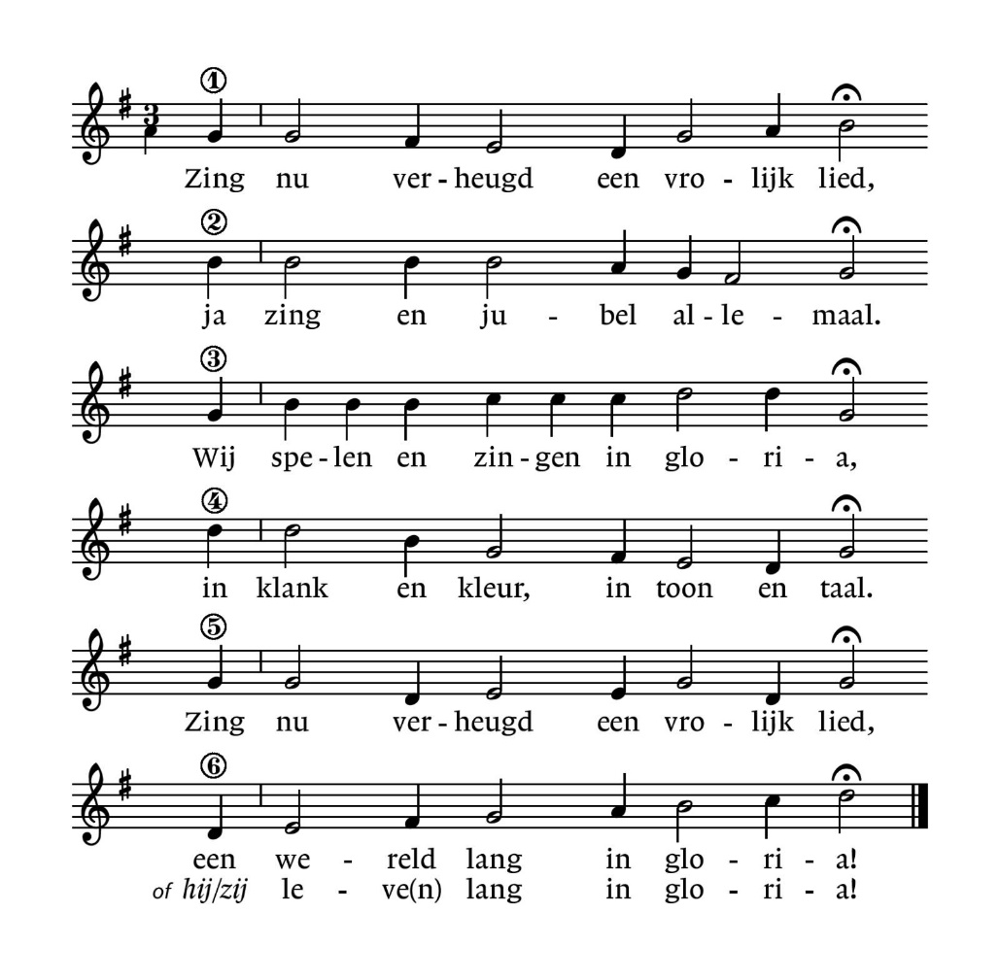 ①
3
Zing nu ver - heugd een vro - lijk lied,
②
ja zing en ju - bel al - le - maal.
③
Wij spe - len en zin - gen in glo - ri - a,
④
in klank en kleur, in toon en taal.
⑤
Zing nu ver - heugd een vro - lijk lied,
⑥
een we - reld lang in glo - ri - a!
of hij/zij le - ve(n) lang in glo - ri - a!